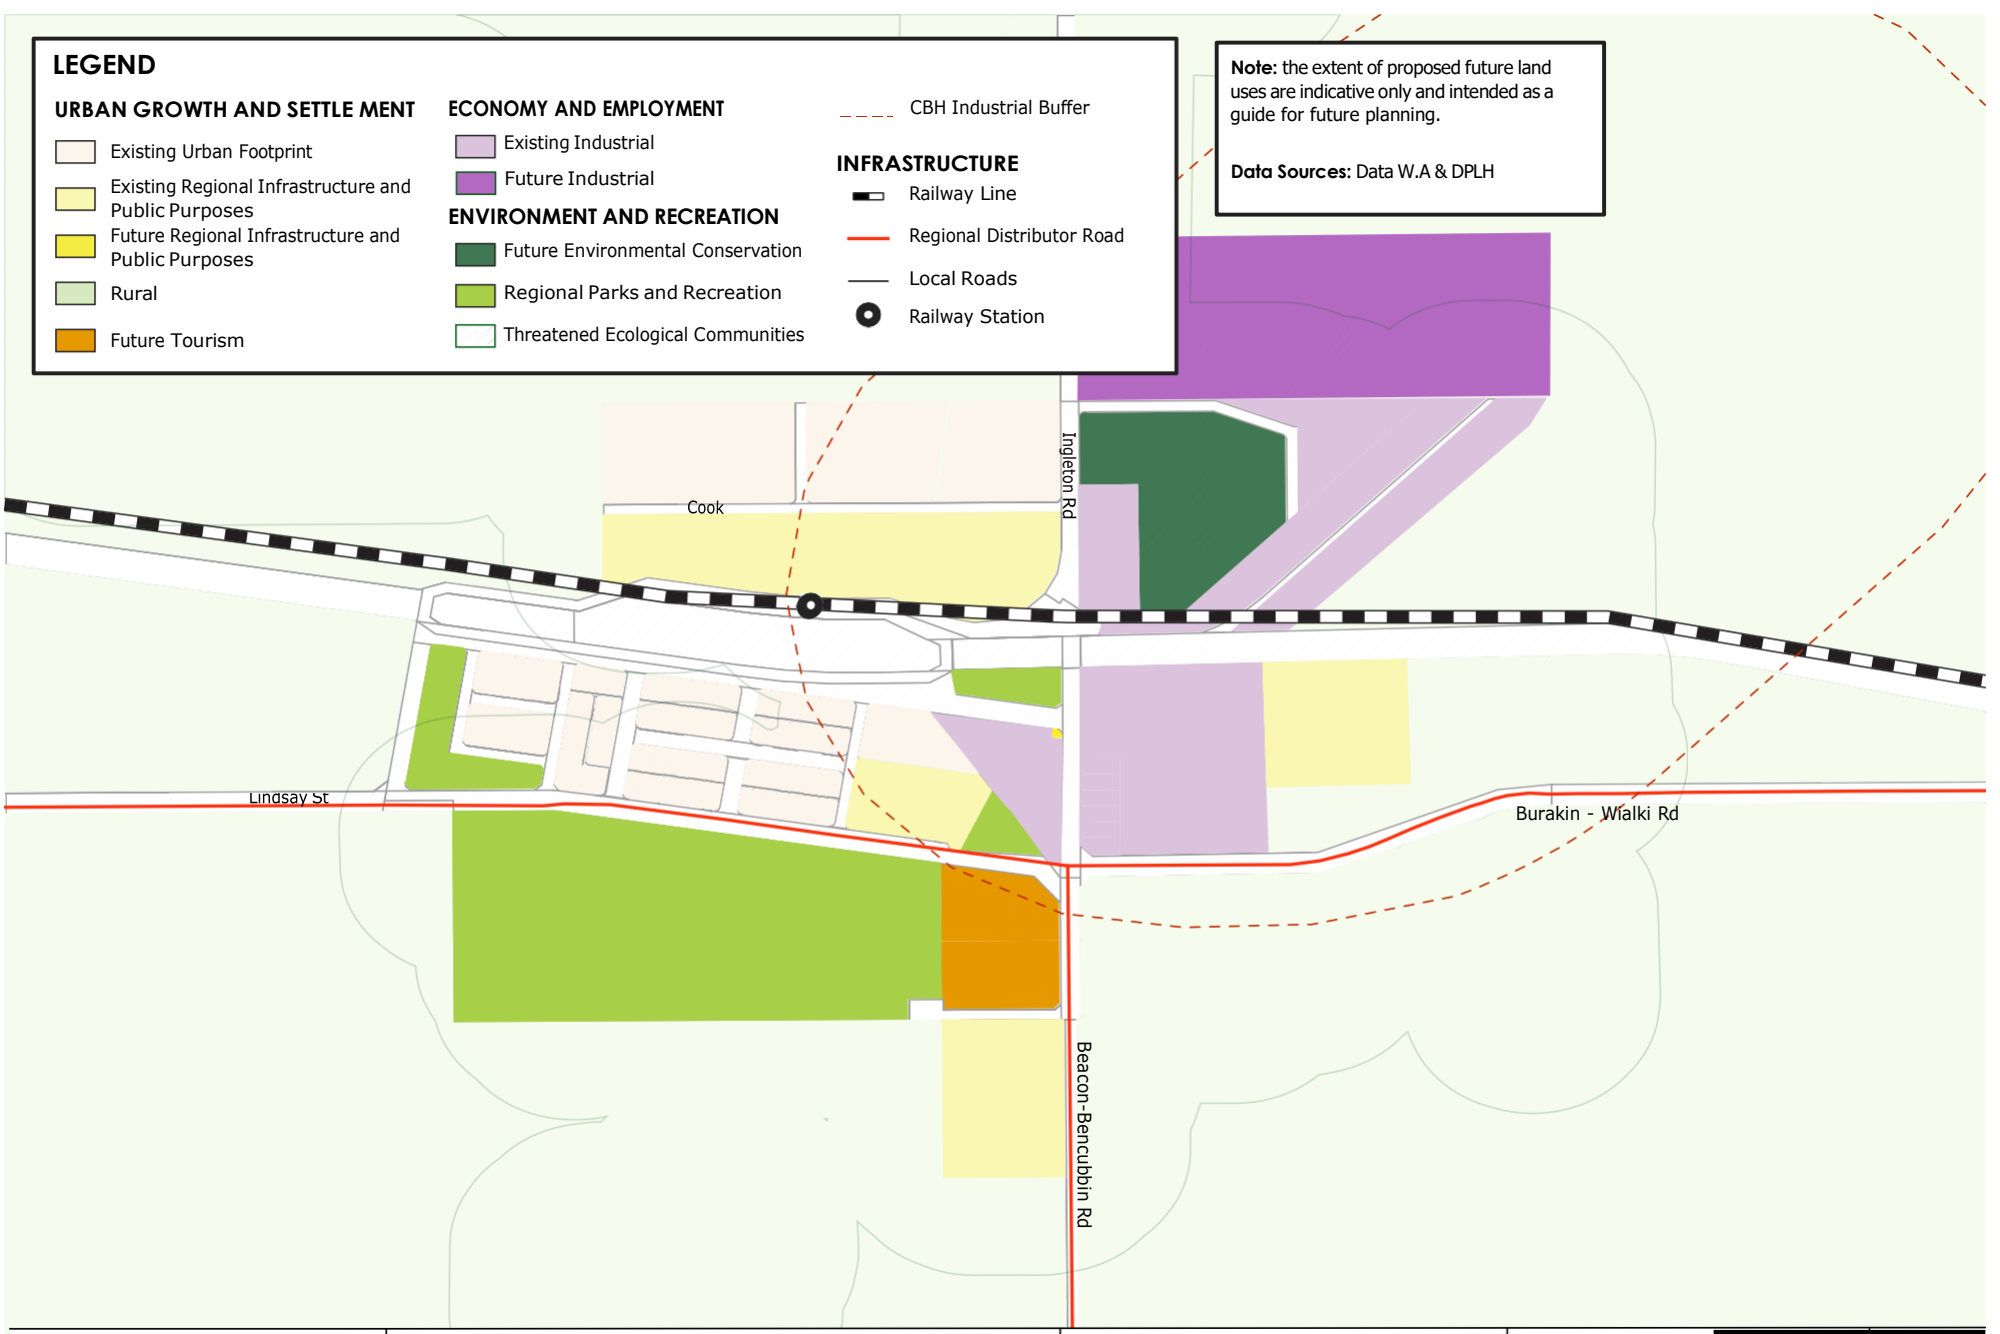 LEGEND
URBAN GROWTH AND SETTLE MENT
Existing Urban Footprint
Existing Regional Infrastructure and
Public Purposes
Future Regional Infrastructure and
Public Purposes
Rural
Future Tourism
ECONOMY AND EMPLOYMENT
Existing Industrial
Future Industrial
ENVIRONMENT AND RECREATION
Future Environmental Conservation
Regional Parks and Recreation
Threatened Ecological Communities
CBH Industrial Buffer
INFRASTRUCTURE
Railway Line
Regional Distributor Road
Local Roads
Railway Station
Note: the extent of proposed future land
uses are indicative only and intended as a
guide for future planning.
Data Sources: Data W.A & DPLH
Ingleton Rd
Cook
Lindsay St
Burakin - Wialki Rd
Beacon-Bencubbin Rd